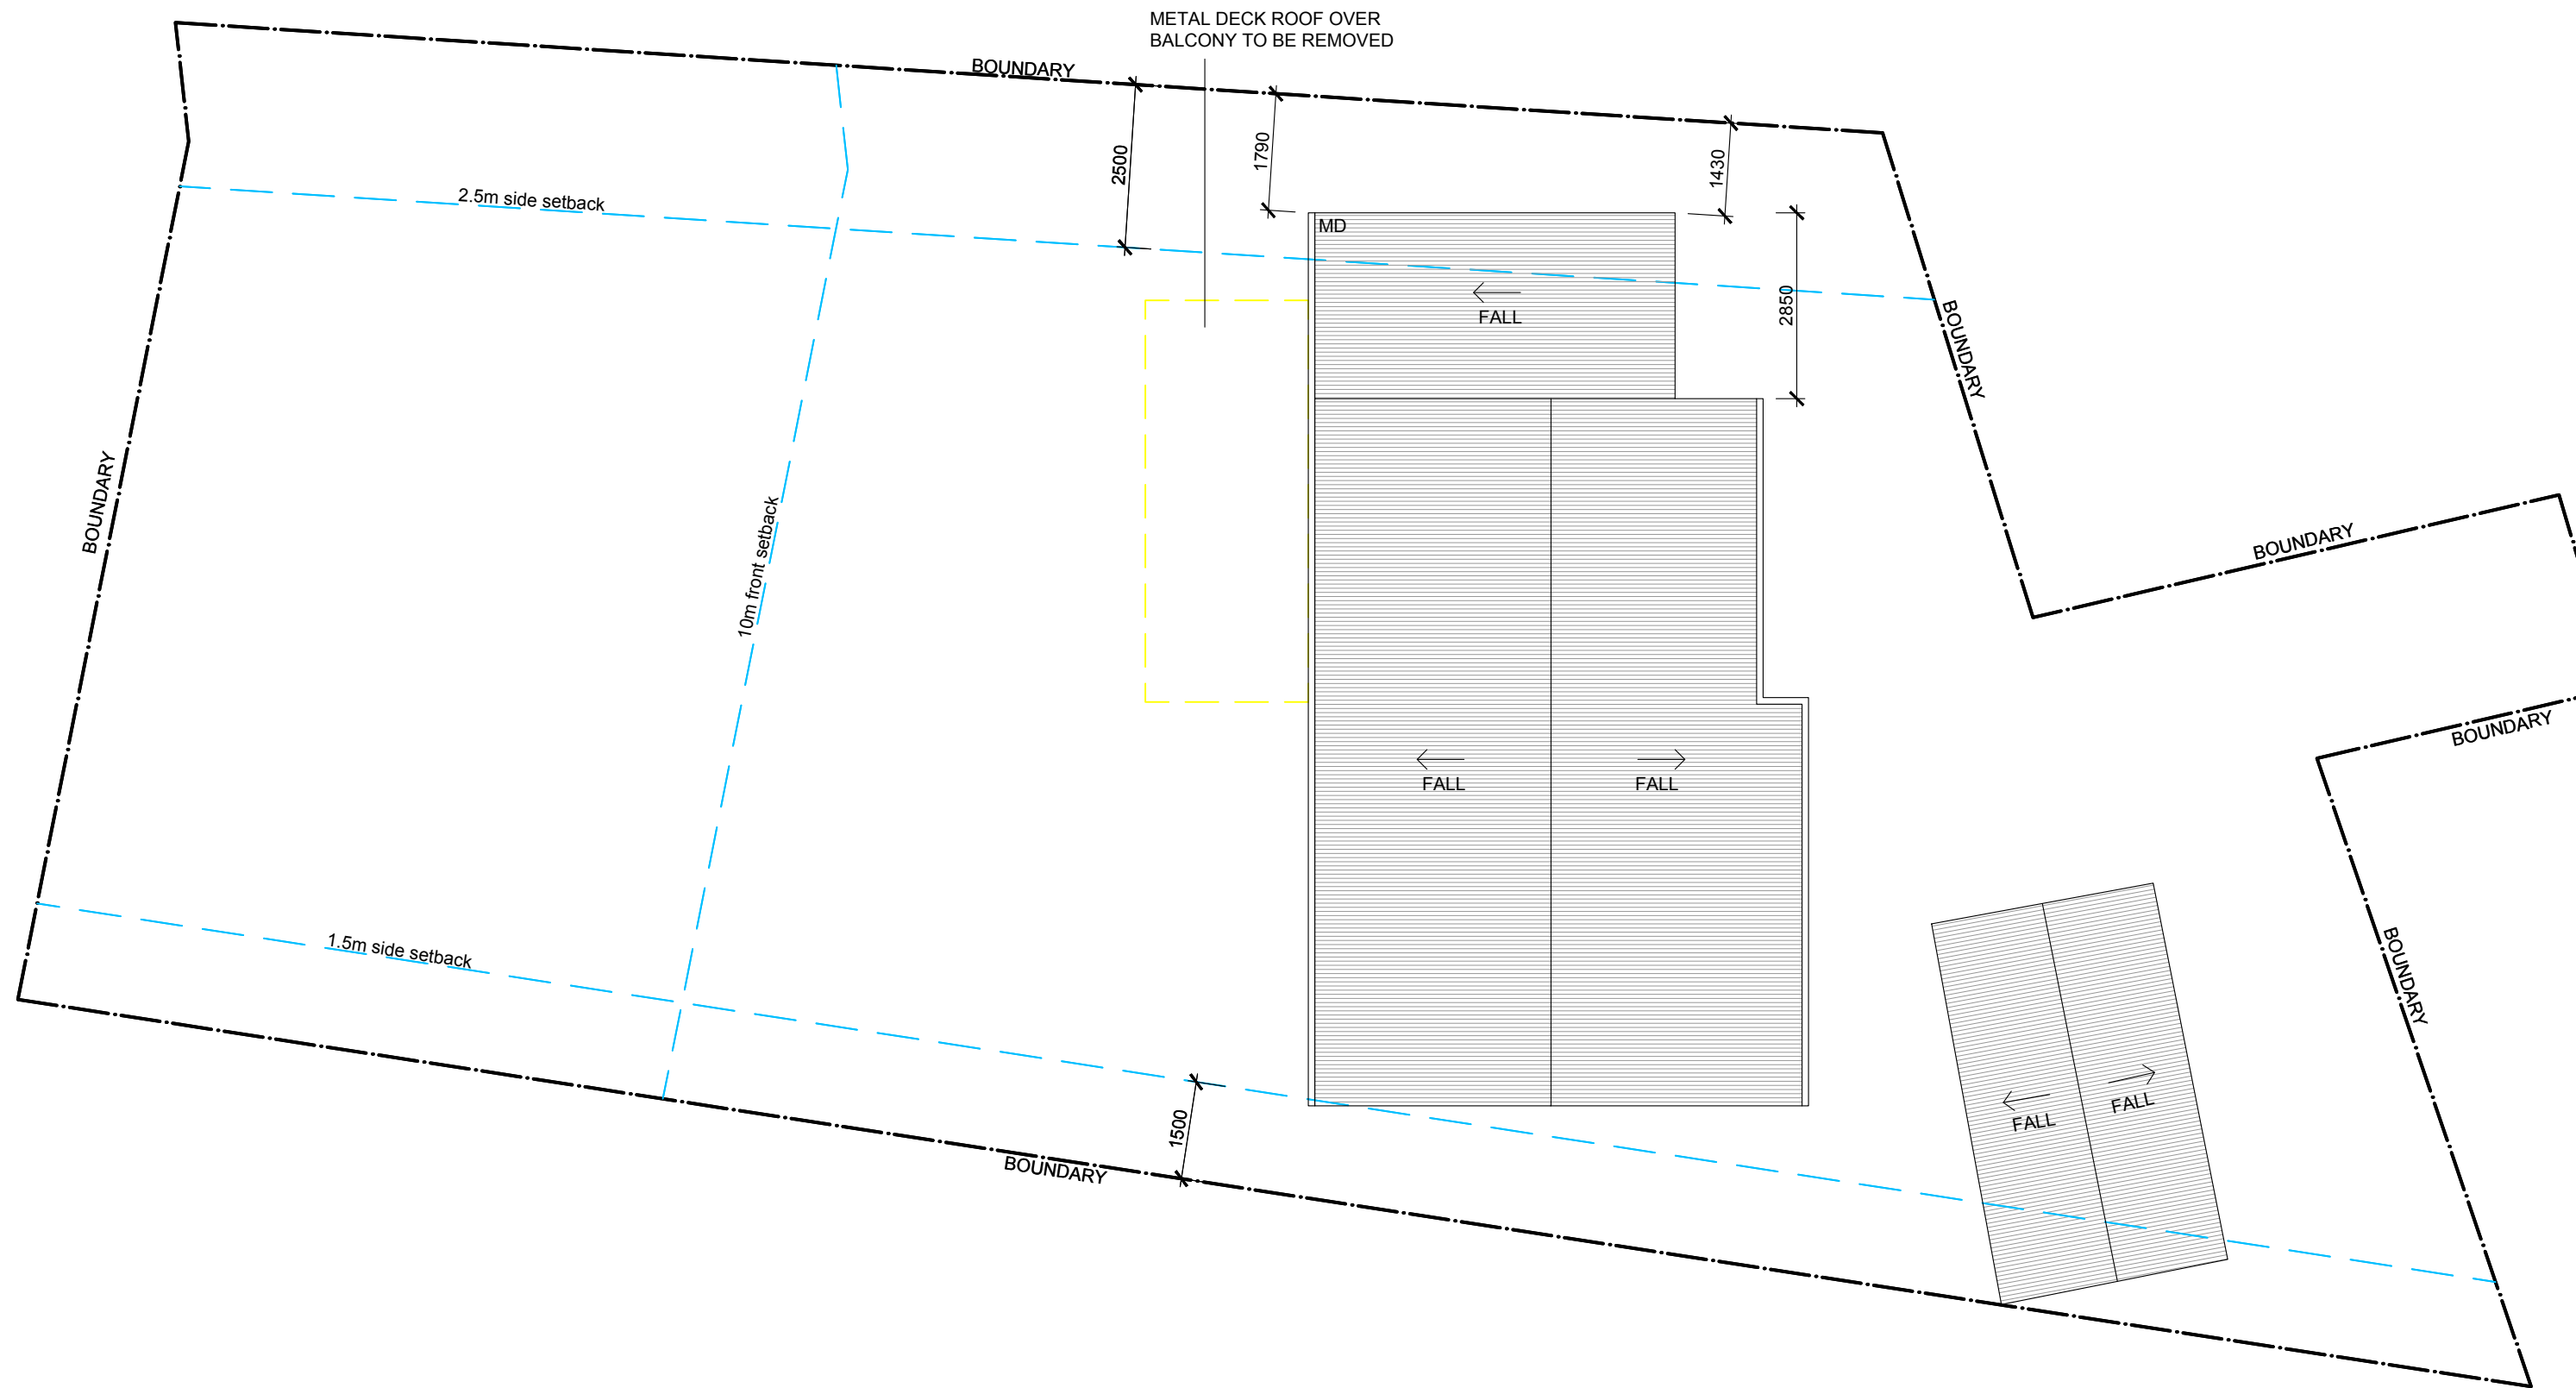 METAL DECK ROOF OVER
BALCONY TO BE REMOVED
BOUNDARY
2500
1790
1430
2.5m side setback
MD
FALL
2850
BOUNDARY
BOUNDARY
10m front setback
BOUNDARY
BOUNDARY
FALL
FALL
1.5m side setback
BOUNDARY
FALL
FALL
1500
BOUNDARY